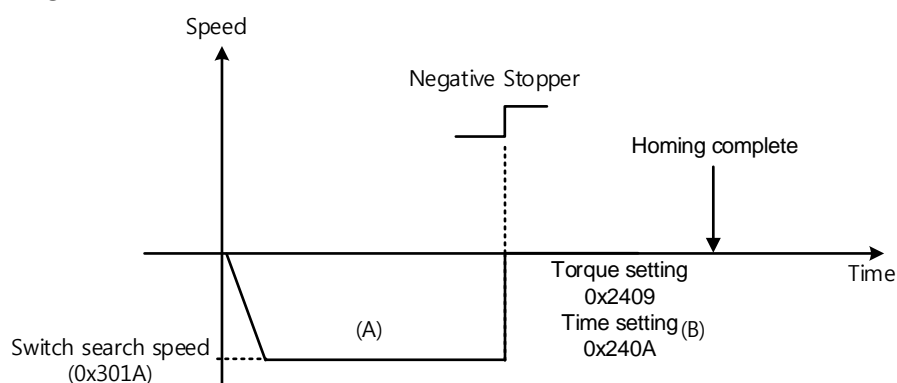 Speed
Negative Stopper
Homing complete
Time
Torque setting
0x2409
Time setting
0x240A
(A)
(B)
Switch search speed
(0x301A)